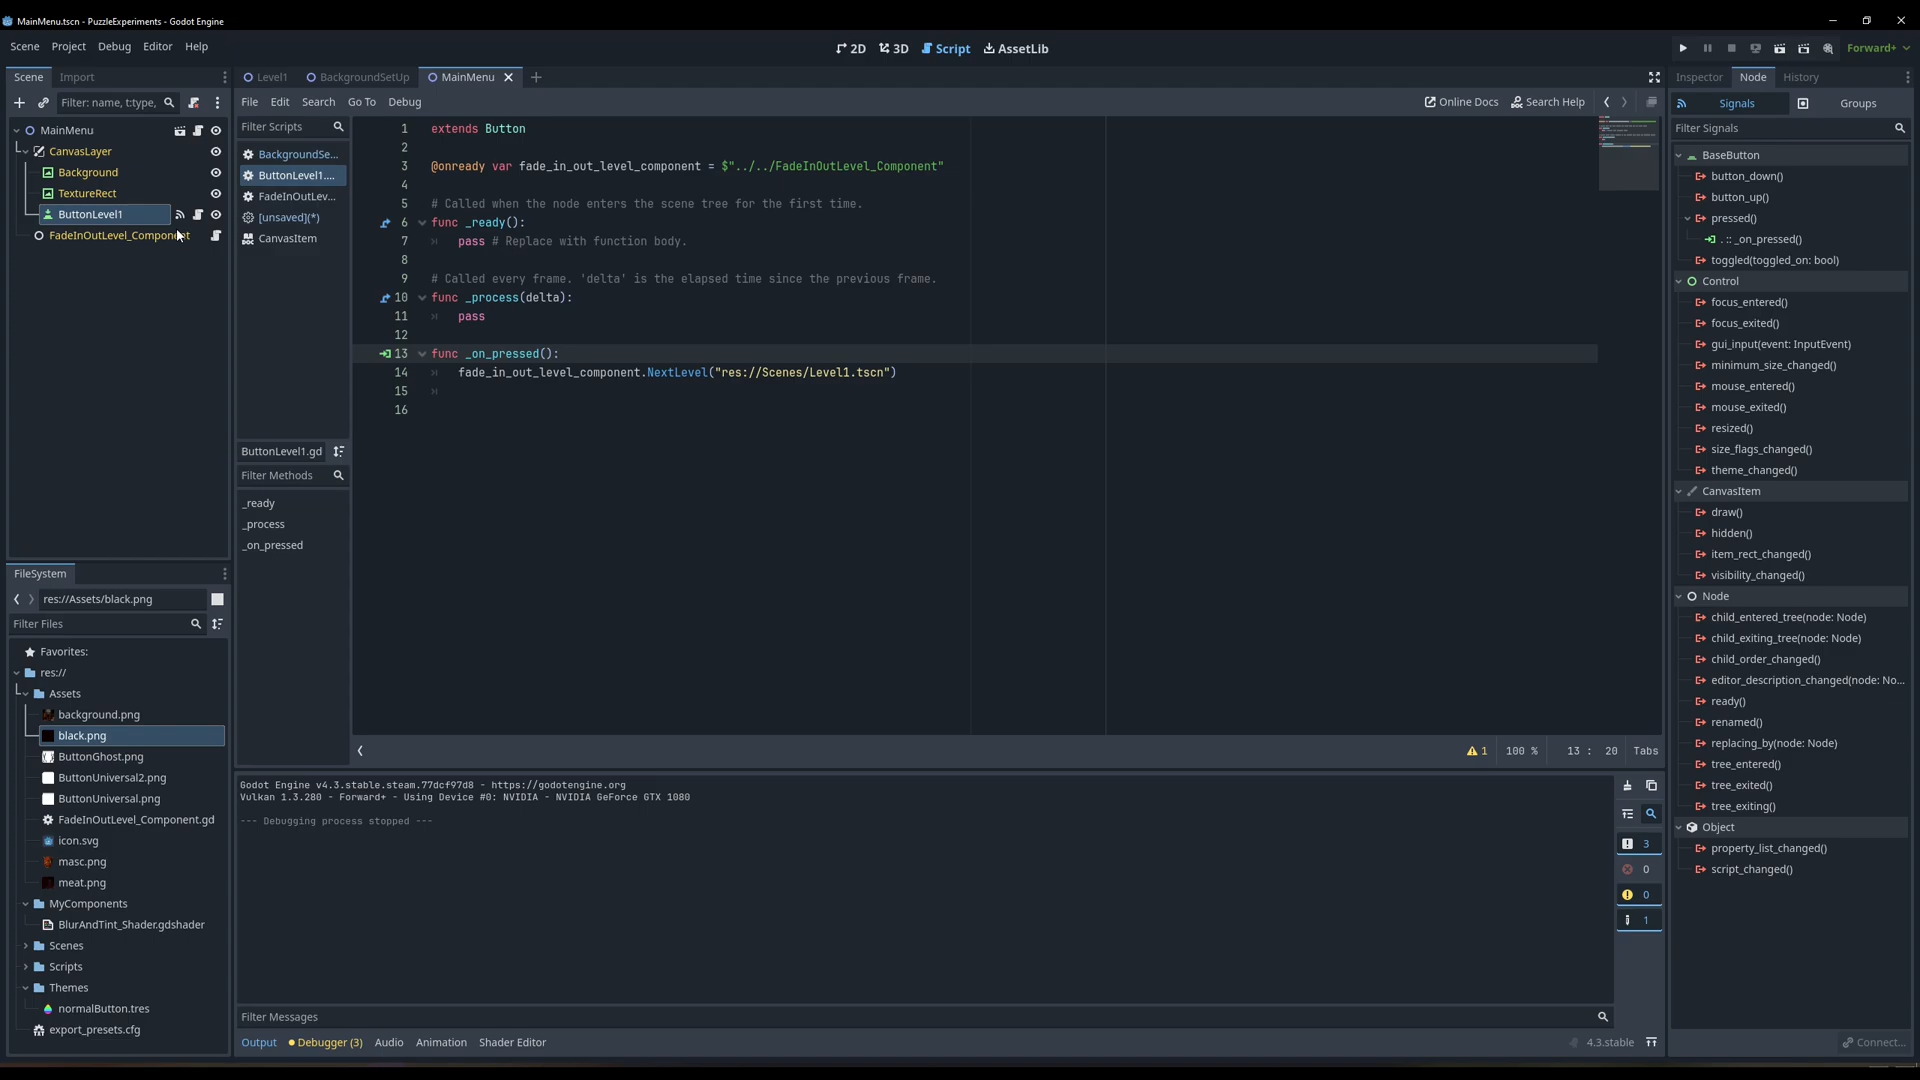 MainMenu.tscn - PuzzleExperiments - Godot Engine
Scene Project Debug Editor Help
2D 3D Script AssetLib
Forward+
Scene Import
Filter: name, t:type,
MainMenu
CanvasLayer
Background
TextureRect
ButtonLevel1
FadeInOutLevel_Component
Level1 BackgroundSetUp MainMenu
File Edit Search Go To Debug
Online Docs Search Help
Filter Scripts
BackgroundSe...
ButtonLevel1....
FadeInOutLev...
[unsaved](*)
CanvasItem
ButtonLevel1.gd
Filter Methods
_ready
_process
_on_pressed
1 extends Button
2
3 @onready var fade_in_out_level_component = $"../../FadeInOutLevel_Component"
4
5 # Called when the node enters the scene tree for the first time.
6 func _ready():
7 pass # Replace with function body.
8
9 # Called every frame. 'delta' is the elapsed time since the previous frame.
10 func _process(delta):
11 pass
12
13 func _on_pressed():
14 fade_in_out_level_component.NextLevel("res://Scenes/Level1.tscn")
15
16
1 100 % 13 : 20 Tabs
FileSystem
res://Assets/black.png
Filter Files
Favorites:
res://
Assets
background.png
black.png
ButtonGhost.png
ButtonUniversal2.png
ButtonUniversal.png
FadeInOutLevel_Component.gd
icon.svg
masc.png
meat.png
MyComponents
BlurAndTint_Shader.gdshader
Scenes
Scripts
Themes
normalButton.tres
export_presets.cfg
Godot Engine v4.3.stable.steam.77dcf97d8 - https://godotengine.org
Vulkan 1.3.280 - Forward+ - Using Device #0: NVIDIA - NVIDIA GeForce GTX 1080
--- Debugging process stopped ---
3
0
0
1
Filter Messages
Output Debugger (3) Audio Animation Shader Editor
4.3.stable
Inspector Node History
Signals Groups
Filter Signals
BaseButton
button_down()
button_up()
pressed()
. :: _on_pressed()
toggled(toggled_on: bool)
Control
focus_entered()
focus_exited()
gui_input(event: InputEvent)
minimum_size_changed()
mouse_entered()
mouse_exited()
resized()
size_flags_changed()
theme_changed()
CanvasItem
draw()
hidden()
item_rect_changed()
visibility_changed()
Node
child_entered_tree(node: Node)
child_exiting_tree(node: Node)
child_order_changed()
editor_description_changed(node: No...
ready()
renamed()
replacing_by(node: Node)
tree_entered()
tree_exited()
tree_exiting()
Object
property_list_changed()
script_changed()
Connect...